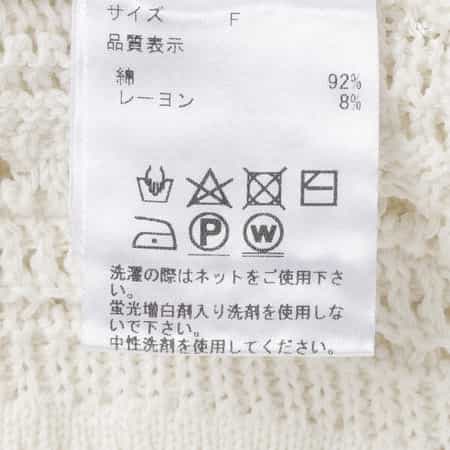 サイズ F
品質表示
綿 92%
レーヨン 8%
P W
洗濯の際はネットをご使用下さ
い。
蛍光増白剤入り洗剤を使用しな
いで下さい。
中性洗剤を使用してください。